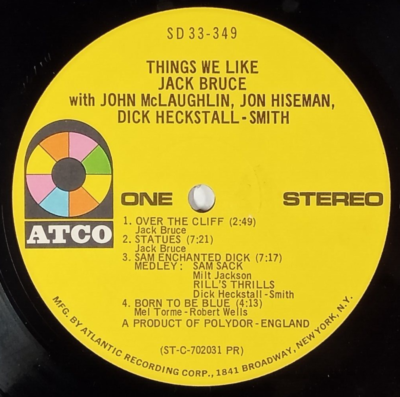 SD 33-349
THINGS WE LIKE
JACK BRUCE
with JOHN McLAUGHLIN, JON HISEMAN,
DICK HECKSTALL-SMITH
ATCO
ONE
STEREO
1. OVER THE CLIFF (2:49)
Jack Bruce
2. STATUES (7:21)
Jack Bruce
3. SAM ENCHANTED DICK (7:17)
MEDLEY: SAM SACK
Milt Jackson
RILL'S THRILLS
Dick Heckstall-Smith
4. BORN TO BE BLUE (4:13)
Mel Torme-Robert Wells
A PRODUCT OF POLYDOR-ENGLAND
(ST-C-702031 PR)
MFG. BY ATLANTIC RECORDING CORP., 1841 BROADWAY, NEW YORK, N.Y.